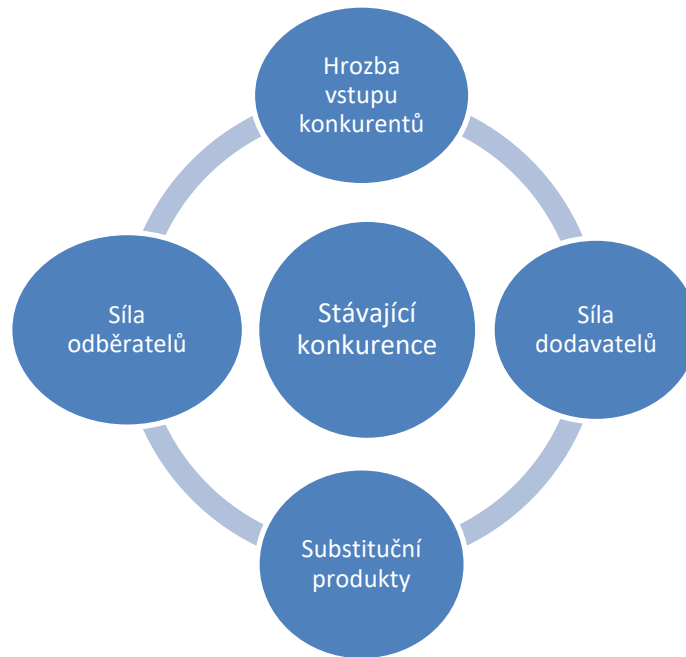 Hrozba
vstupu
konkurentů
Síla
odběratelů
Stávající
konkurence
Síla
dodavatelů
Substituční
produkty